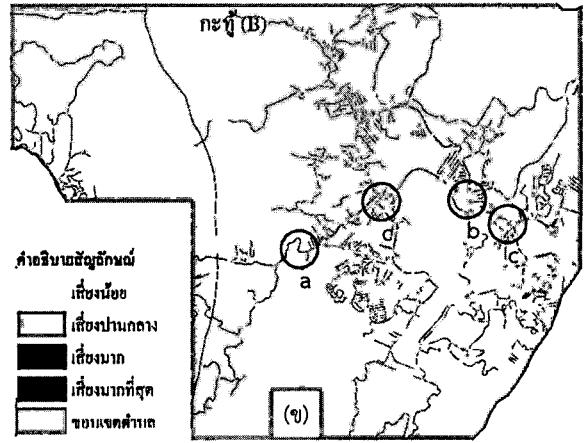 กะทู้ (B)
d
b
c
a
คำอธิบายสัญลักษณ์
เสี่ยงน้อย
เสี่ยงปานกลาง
เสี่ยงมาก
เสี่ยงมากที่สุด
ขอบเขตตำบล
(ข)